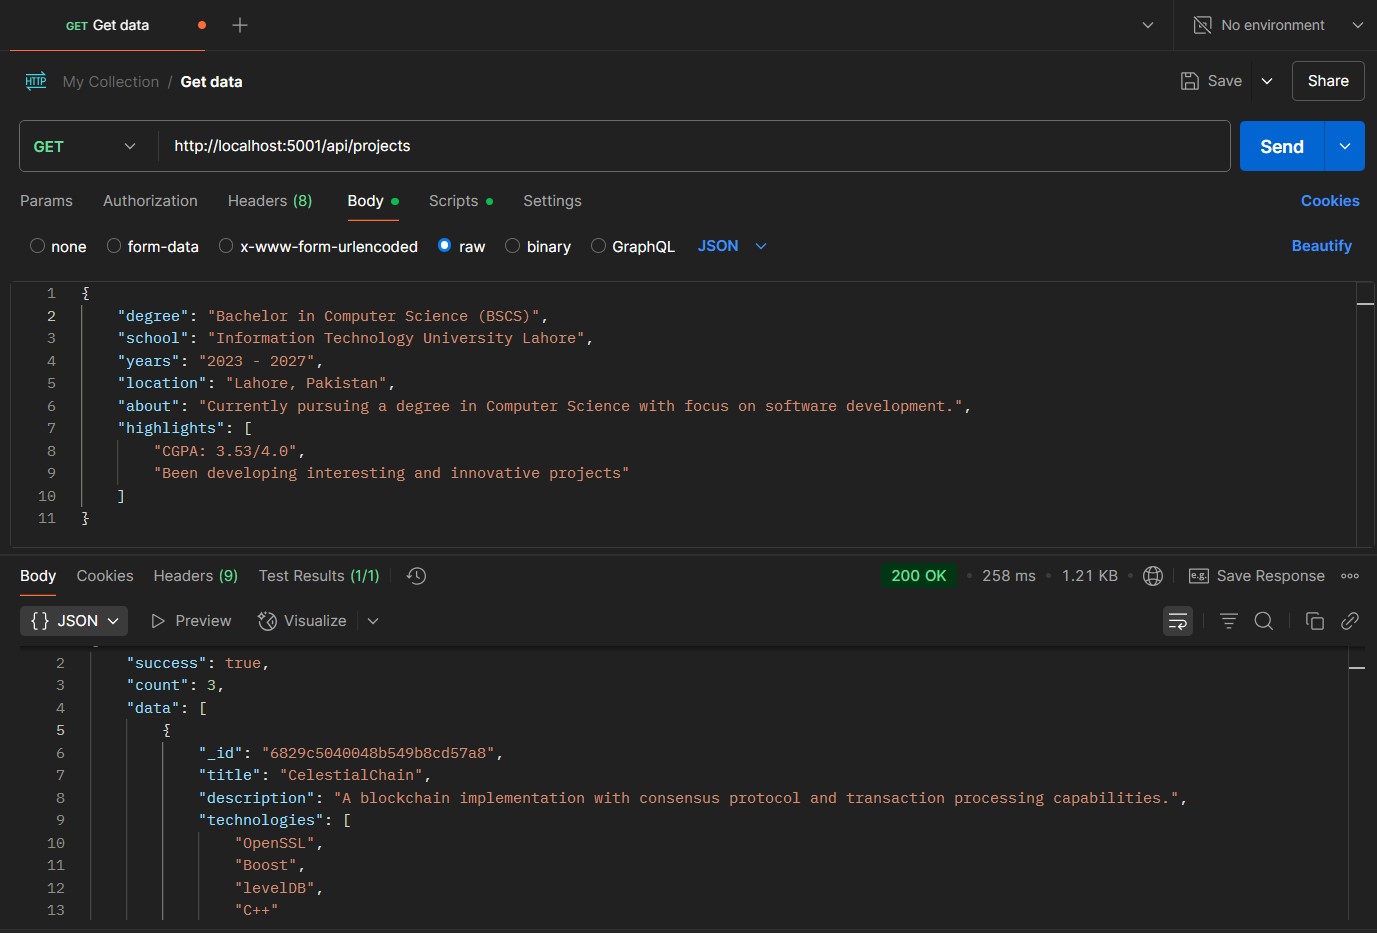 GET Get data
No environment
HTTP My Collection / Get data
Save
Share
GET http://localhost:5001/api/projects
Send
Params Authorization Headers (8) Body Scripts Settings Cookies
none form-data x-www-form-urlencoded raw binary GraphQL JSON Beautify
1 {
2 "degree": "Bachelor in Computer Science (BSCS)",
3 "school": "Information Technology University Lahore",
4 "years": "2023 - 2027",
5 "location": "Lahore, Pakistan",
6 "about": "Currently pursuing a degree in Computer Science with focus on software development.",
7 "highlights": [
8 "CGPA: 3.53/4.0",
9 "Been developing interesting and innovative projects"
10 ]
11 }
Body Cookies Headers (9) Test Results (1/1) 200 OK • 258 ms • 1.21 KB • e.g. Save Response
{} JSON Preview Visualize
2 "success": true,
3 "count": 3,
4 "data": [
5 {
6 "_id": "6829c5040048b549b8cd57a8",
7 "title": "CelestialChain",
8 "description": "A blockchain implementation with consensus protocol and transaction processing capabilities.",
9 "technologies": [
10 "OpenSSL",
11 "Boost",
12 "levelDB",
13 "C++"